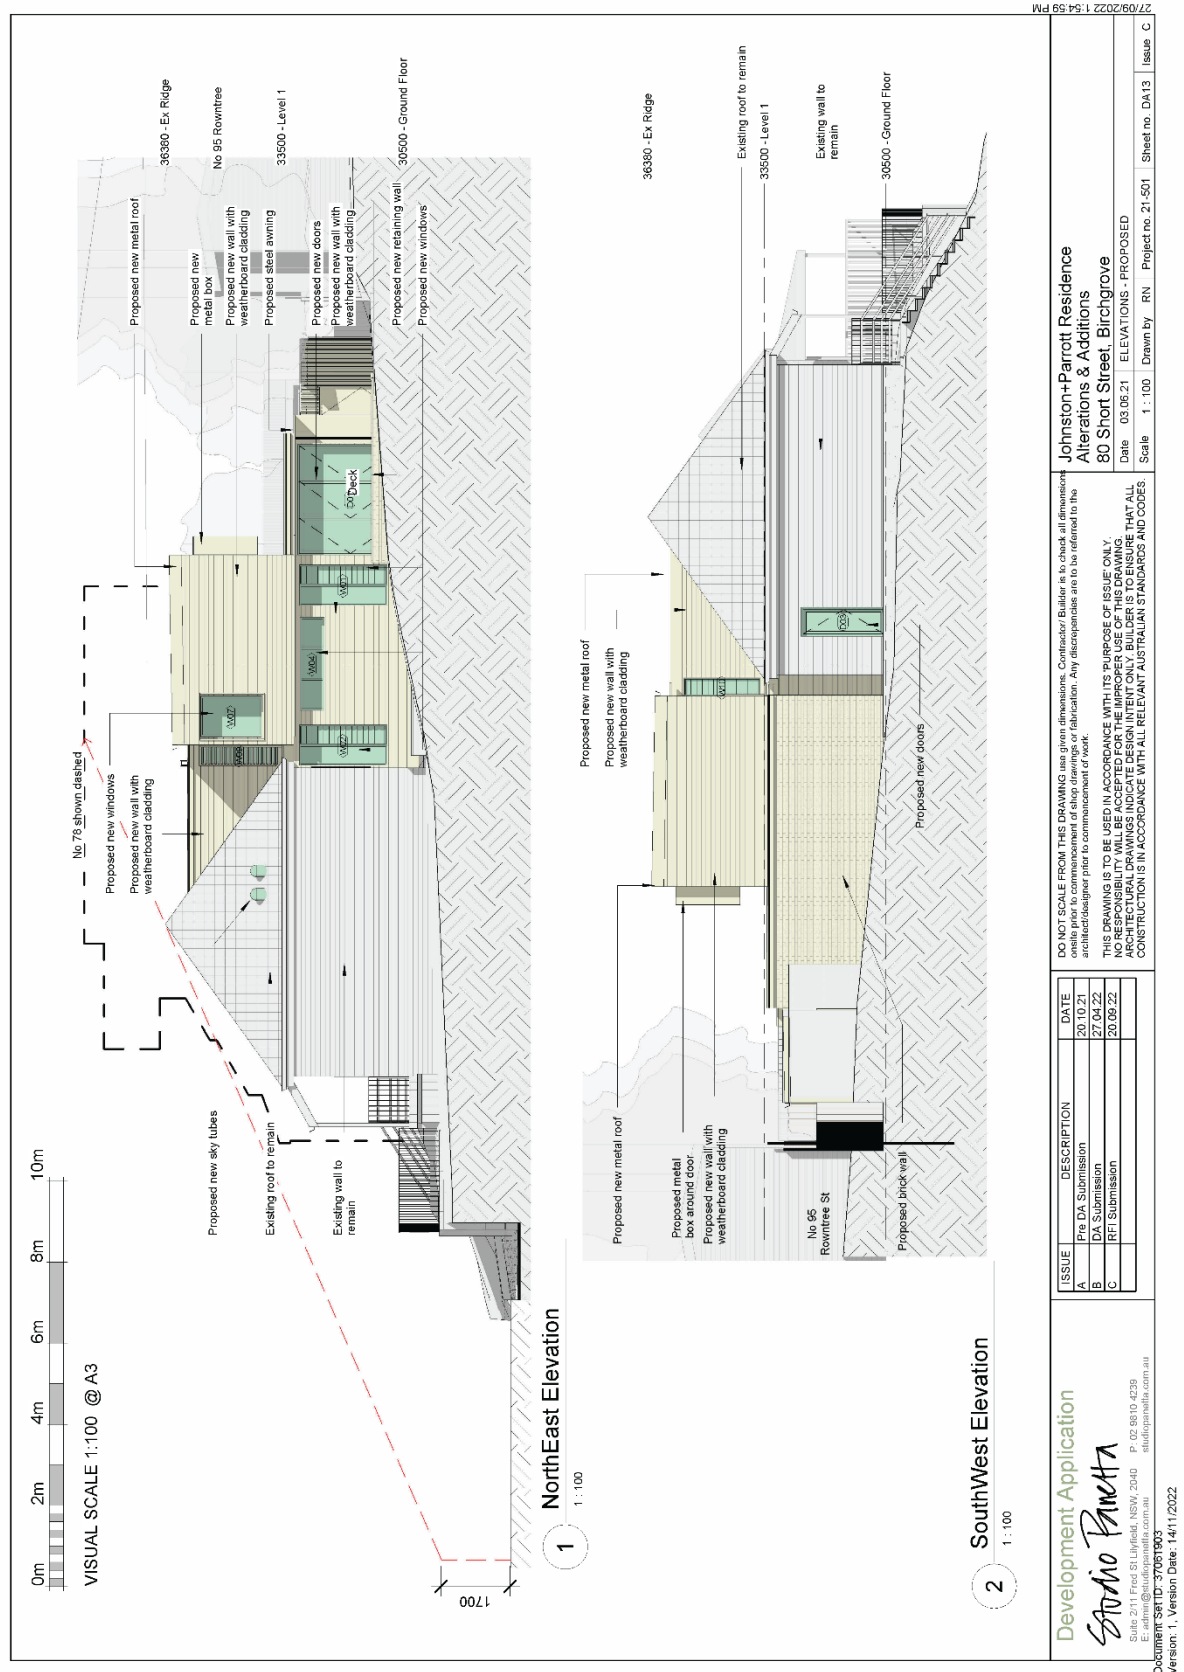 27/09/2022 1:54:59 PM
0m
2m
4m
6m
8m
10m
VISUAL SCALE 1:100 @ A3
No 78 shown dashed
Proposed new windows
Proposed new wall with
weatherboard cladding
Proposed new sky tubes
Existing roof to remain
Existing wall to
remain
1700
36380 - Ex Ridge
No 95 Rowntree
33500 - Level 1
30500 - Ground Floor
Proposed new metal roof
Proposed new
metal box
Proposed new wall with
weatherboard cladding
Proposed steel awning
Proposed new doors
Proposed new wall with
weatherboard cladding
Proposed new retaining wall
Proposed new windows
W07
W04
Deck
1
NorthEast Elevation
1 : 100
36380 - Ex Ridge
Existing roof to remain
33500 - Level 1
Existing wall to
remain
30500 - Ground Floor
Proposed new metal roof
Proposed new wall with
weatherboard cladding
D03
Proposed new doors
Proposed new metal roof
Proposed metal
box around door
Proposed new wall with
weatherboard cladding
No 95
Rowntree St
Proposed brick wall
2
SouthWest Elevation
1 : 100
Development Application
Studio Panetta
Suite 2/11 Fred St Lilyfield, NSW, 2040 P: 02 9810 4239
E: admin@studiopanetta.com.au studiopanetta.com.au
ISSUE DESCRIPTION DATE
A Pre DA Submission 20.10.21
B DA Submission 27.04.22
C RFI Submission 20.09.22
DO NOT SCALE FROM THIS DRAWING use given dimensions. Contractor/ Builder is to check all dimensions
onsite prior to commencement of shop drawings or fabrication. Any discrepencies are to be referred to the
architect/designer prior to commencement of work.
THIS DRAWING IS TO BE USED IN ACCORDANCE WITH ITS 'PURPOSE OF ISSUE' ONLY.
NO RESPONSIBILITY WILL BE ACCEPTED FOR THE IMPROPER USE OF THIS DRAWING.
ARCHITECTURAL DRAWINGS INDICATE DESIGN INTENT ONLY. BUILDER IS TO ENSURE THAT ALL
CONSTRUCTION IS IN ACCORDANCE WITH ALL RELEVANT AUSTRALIAN STANDARDS AND CODES.
Johnston+Parrott Residence
Alterations & Additions
80 Short Street, Birchgrove
Date 03.06.21 ELEVATIONS - PROPOSED
Scale 1 : 100 Drawn by RN Project no. 21-501 Sheet no. DA13 Issue C
Document Set ID: 37061903
Version: 1, Version Date: 14/11/2022